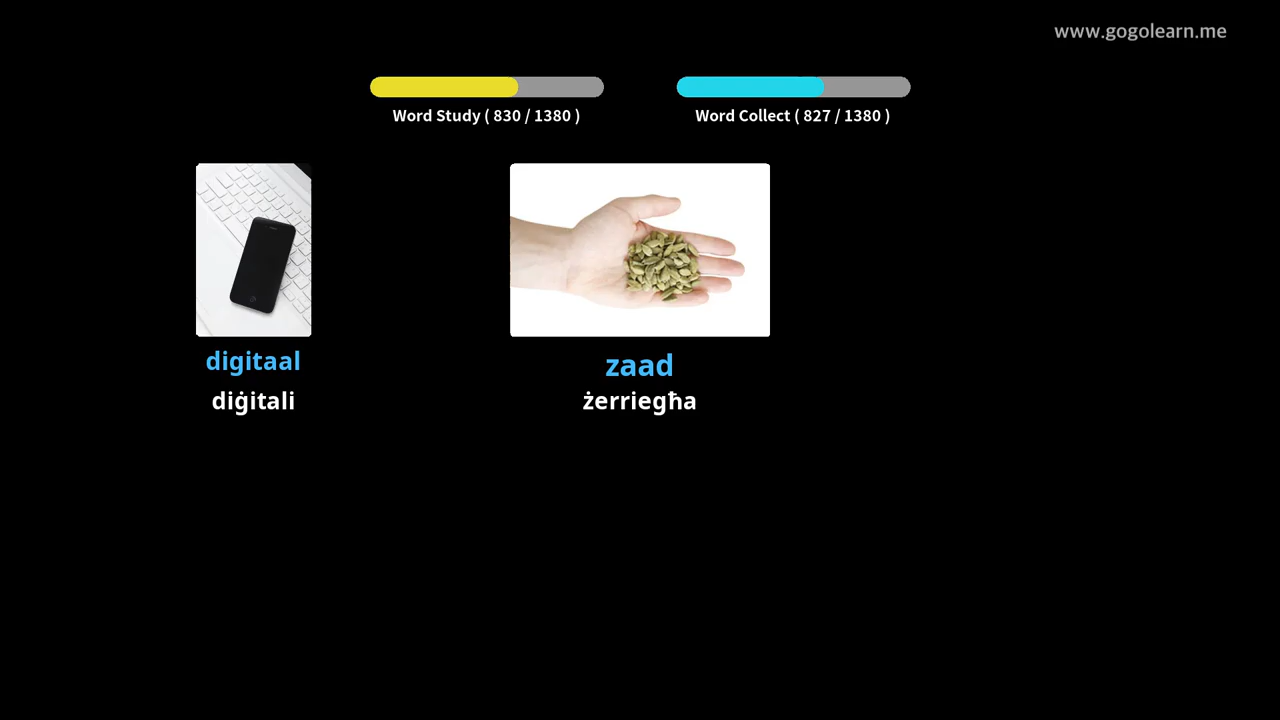 www.gogolearn.me
Word Study ( 830 / 1380 )
Word Collect ( 827 / 1380 )
digitaal
diġitali
zaad
żerriegħa